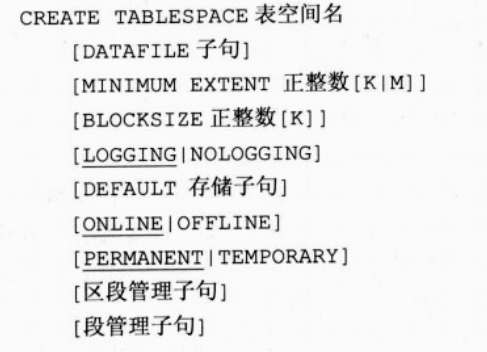 CREATE TABLESPACE 表空间名
[DATAFILE 子句]
[MINIMUM EXTENT 正整数[K|M]]
[BLOCKSIZE 正整数[K]]
[LOGGING|NOLOGGING]
[DEFAULT 存储子句]
[ONLINE|OFFLINE]
[PERMANENT|TEMPORARY]
[区段管理子句]
[段管理子句]